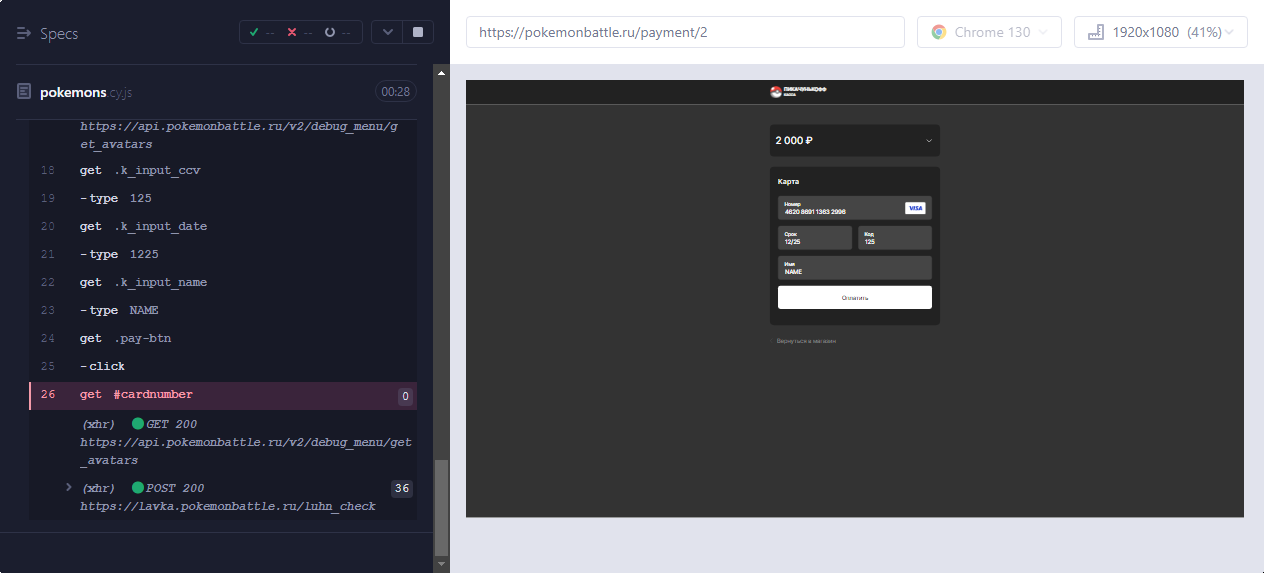 Specs
-- -- --
pokemons.cy.js
00:28
https://api.pokemonbattle.ru/v2/debug_menu/g
et_avatars
18 get .k_input_ccv
19 -type 125
20 get .k_input_date
21 -type 1225
22 get .k_input_name
23 -type NAME
24 get .pay-btn
25 -click
26 get #cardnumber 0
(xhr) GET 200
https://api.pokemonbattle.ru/v2/debug_menu/get
_avatars
(xhr) POST 200 36
https://lavka.pokemonbattle.ru/luhn_check
https://pokemonbattle.ru/payment/2
Chrome 130
1920x1080 (41%)
2 000 ₽
Карта
Номер
4620 8691 1363 2996
VISA
Срок
12/25
Код
125
Имя
NAME
Оплатить
Вернуться в магазин